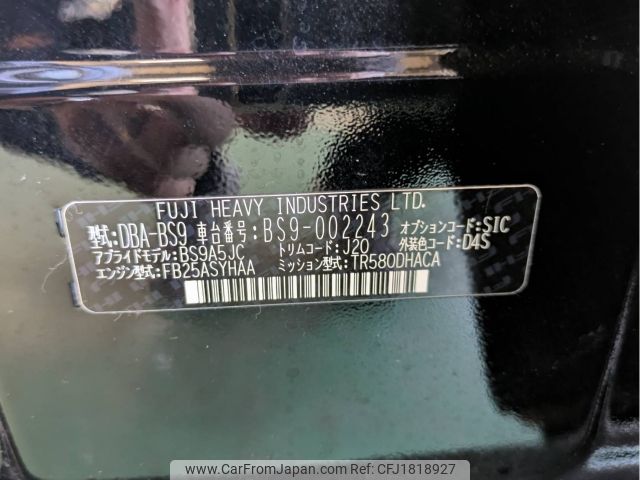 FUJI HEAVY INDUSTRIES LTD.
型式:DBA-BS9 車台番号:BS9-002243 オプションコード:SIC
アプライドモデル:BS9A5JC トリムコード:J20 外装色コード:D4S
エンジン型式:FB25ASYHAA ミッション型式:TR580DHACA
© carfromjapan.com | Car Ref: CFJ1818927